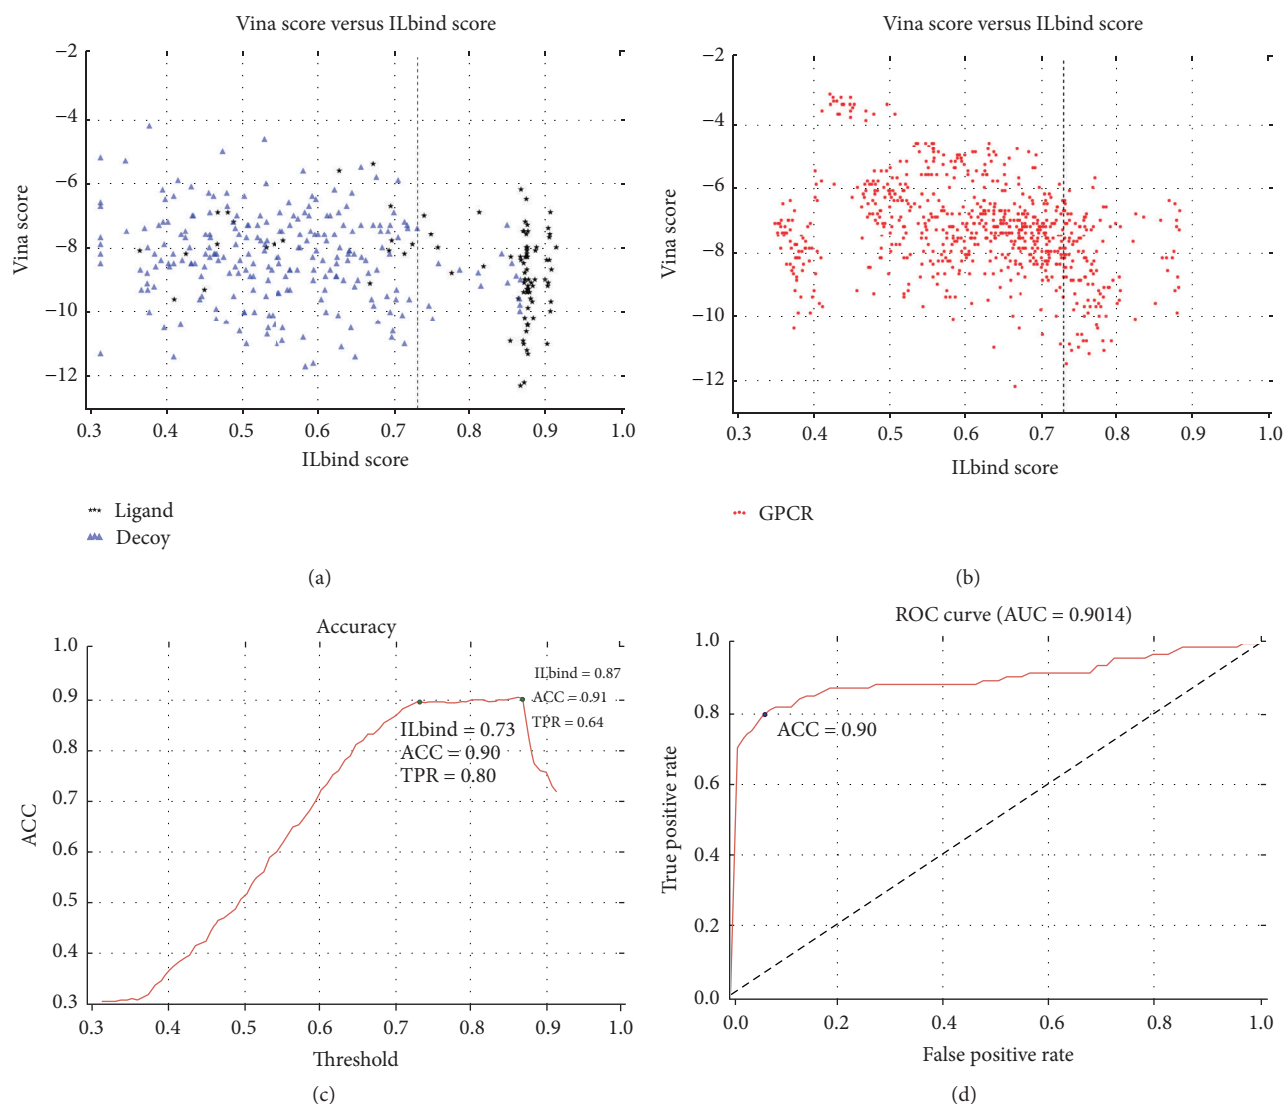 Vina score versus ILbind score
−2
−4
−6
−8
−10
−12
Vina score
0.3 0.4 0.5 0.6 0.7 0.8 0.9 1.0
ILbind score
Ligand
Decoy
(a)
Vina score versus ILbind score
−2
−4
−6
−8
−10
−12
Vina score
0.3 0.4 0.5 0.6 0.7 0.8 0.9 1.0
ILbind score
GPCR
(b)
Accuracy
1.0
0.9
0.8
0.7
0.6
0.5
0.4
0.3
ACC
ILbind = 0.87
ACC = 0.91
TPR = 0.64
ILbind = 0.73
ACC = 0.90
TPR = 0.80
0.3 0.4 0.5 0.6 0.7 0.8 0.9 1.0
Threshold
(c)
ROC curve (AUC = 0.9014)
1.0
0.8
0.6
0.4
0.2
0.0
True positive rate
ACC = 0.90
0.0 0.2 0.4 0.6 0.8 1.0
False positive rate
(d)